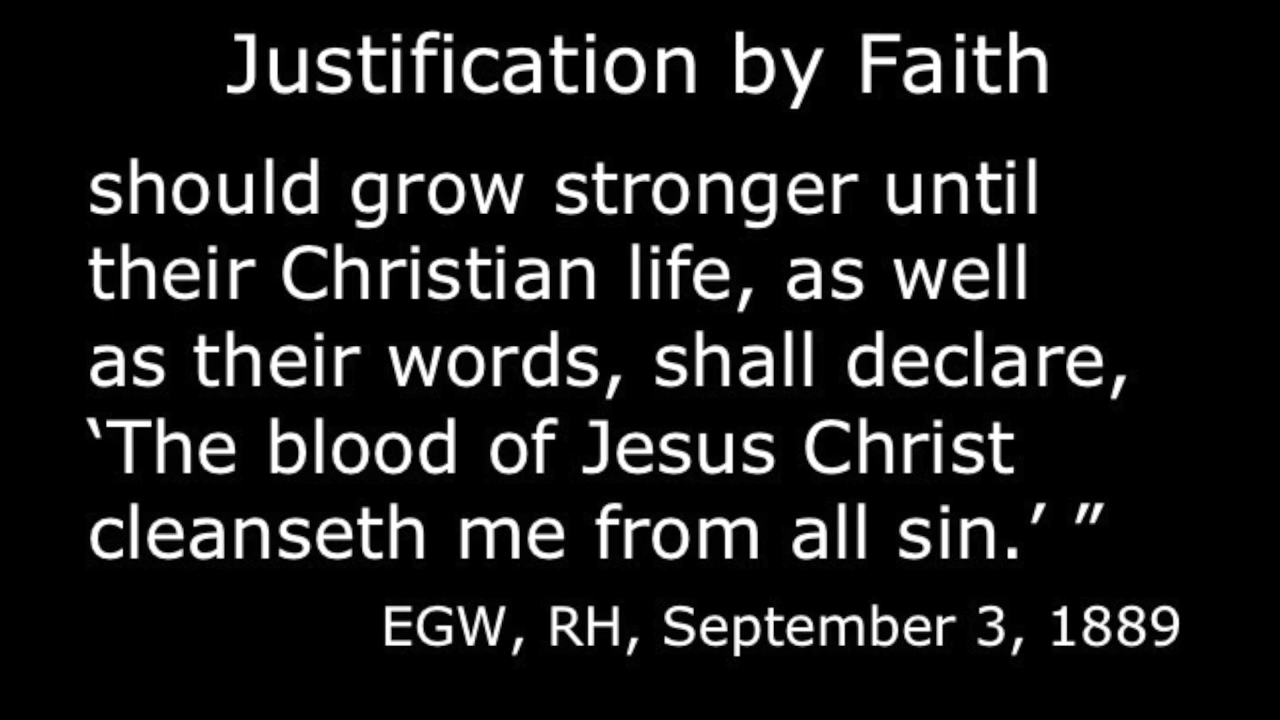 Justification by Faith
should grow stronger until
their Christian life, as well
as their words, shall declare,
‘The blood of Jesus Christ
cleanseth me from all sin.’ ”
EGW, RH, September 3, 1889